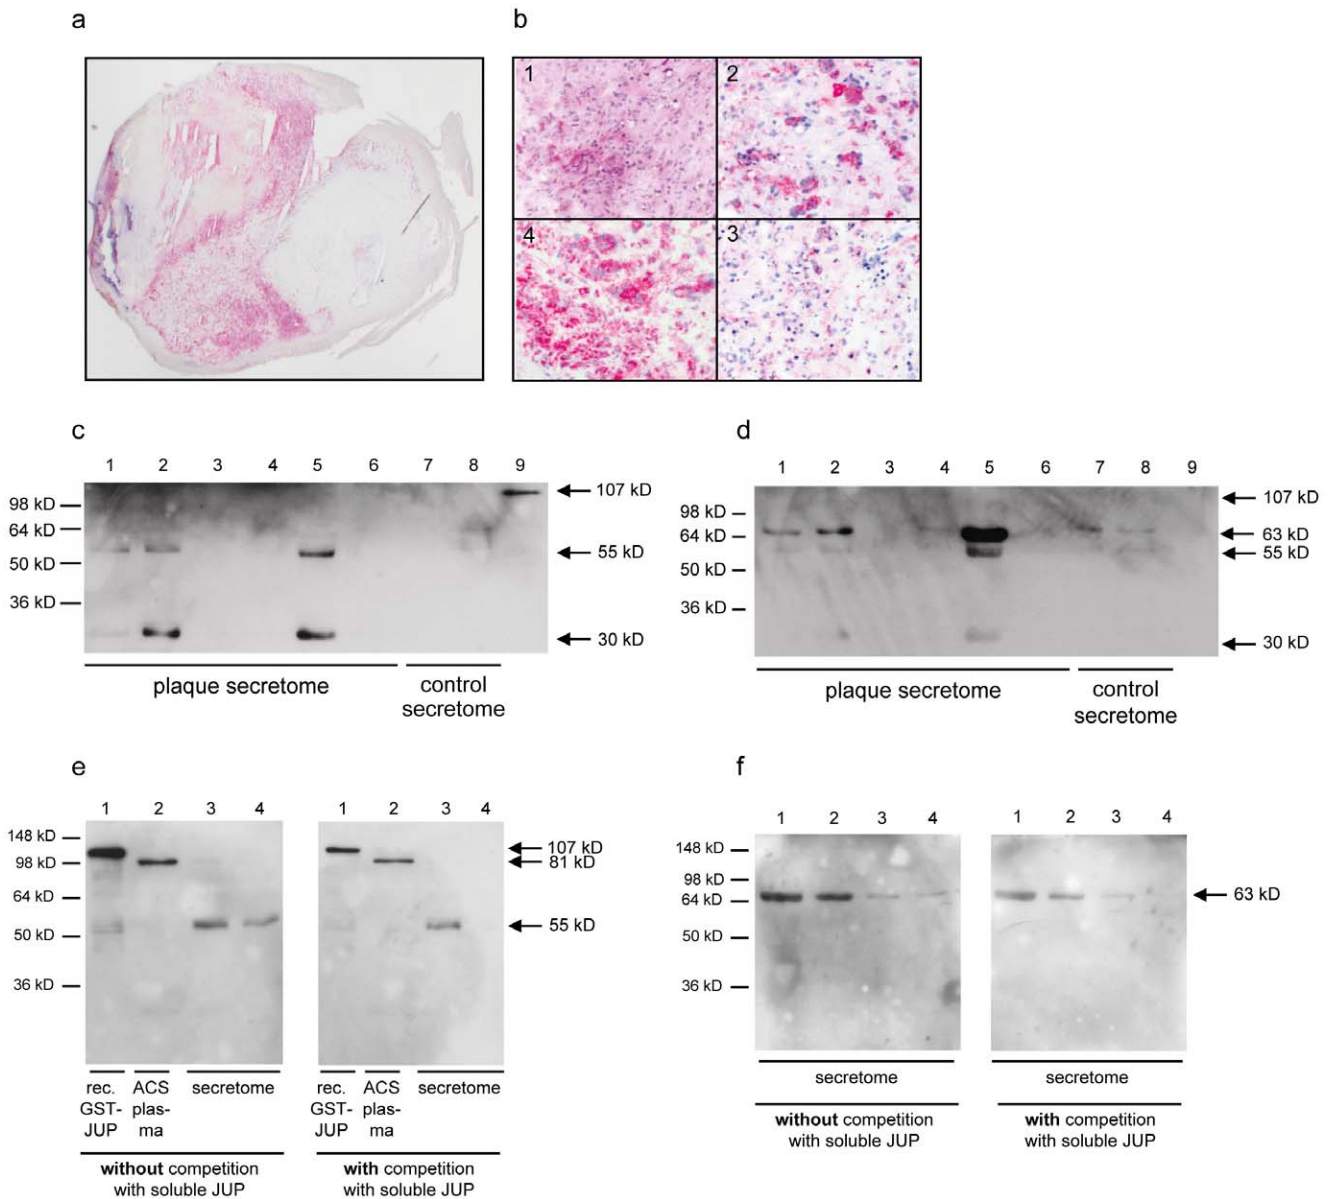 a
b
1
2
4
3
c
1 2 3 4 5 6 7 8 9
98 kD
64 kD
50 kD
36 kD
107 kD
55 kD
30 kD
plaque secretome
control
secretome
d
1 2 3 4 5 6 7 8 9
98 kD
64 kD
50 kD
36 kD
107 kD
63 kD
55 kD
30 kD
plaque secretome
control
secretome
e
1 2 3 4
1 2 3 4
148 kD
98 kD
64 kD
50 kD
36 kD
107 kD
81 kD
55 kD
rec.
GST-
JUP
ACS
plas-
ma
secretome
rec.
GST-
JUP
ACS
plas-
ma
secretome
without competition
with soluble JUP
with competition
with soluble JUP
f
1 2 3 4
1 2 3 4
148 kD
98 kD
64 kD
50 kD
36 kD
63 kD
secretome
secretome
without competition
with soluble JUP
with competition
with soluble JUP